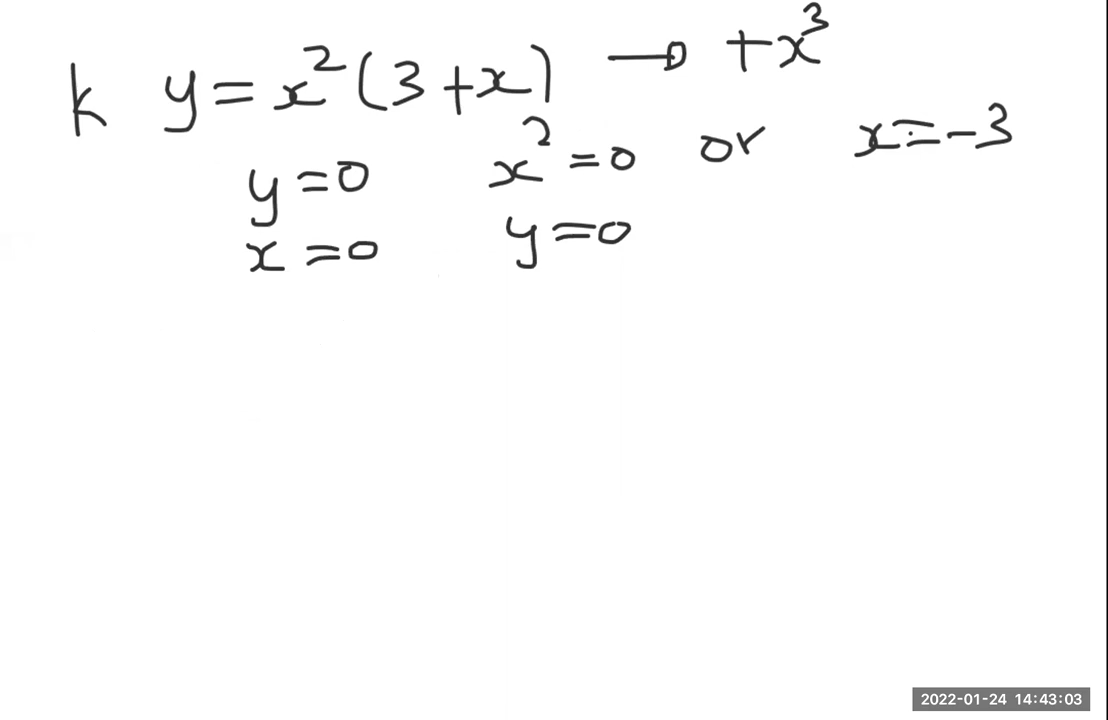 k y = x²(3 + x) → +x³
y = 0 x² = 0 or x = -3
x = 0 y = 0
2022-01-24 14:43:03